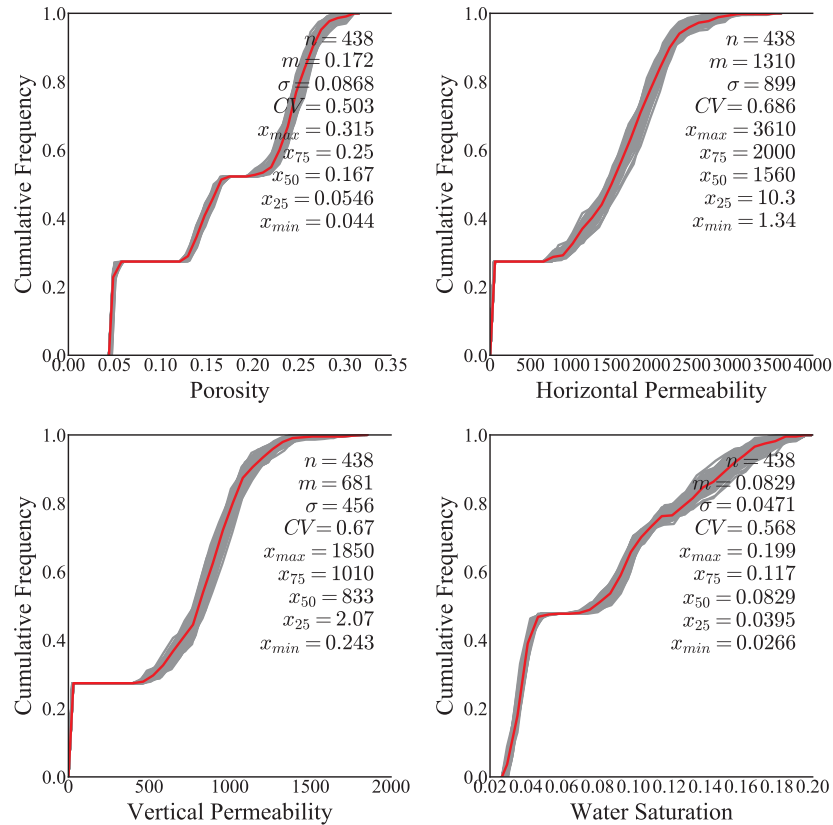 1.0
0.8
0.6
0.4
0.2
0.0
Cumulative Frequency
n = 438
m = 0.172
σ = 0.0868
CV = 0.503
x_max = 0.315
x_75 = 0.25
x_50 = 0.167
x_25 = 0.0546
x_min = 0.044
0.00 0.05 0.10 0.15 0.20 0.25 0.30 0.35
Porosity
1.0
0.8
0.6
0.4
0.2
0.0
Cumulative Frequency
n = 438
m = 1310
σ = 899
CV = 0.686
x_max = 3610
x_75 = 2000
x_50 = 1560
x_25 = 10.3
x_min = 1.34
0 500 1000 1500 2000 2500 3000 3500 4000
Horizontal Permeability
1.0
0.8
0.6
0.4
0.2
0.0
Cumulative Frequency
n = 438
m = 681
σ = 456
CV = 0.67
x_max = 1850
x_75 = 1010
x_50 = 833
x_25 = 2.07
x_min = 0.243
0 500 1000 1500 2000
Vertical Permeability
1.0
0.8
0.6
0.4
0.2
0.0
Cumulative Frequency
n = 438
m = 0.0829
σ = 0.0471
CV = 0.568
x_max = 0.199
x_75 = 0.117
x_50 = 0.0829
x_25 = 0.0395
x_min = 0.0266
0.02 0.04 0.06 0.08 0.10 0.12 0.14 0.16 0.18 0.20
Water Saturation